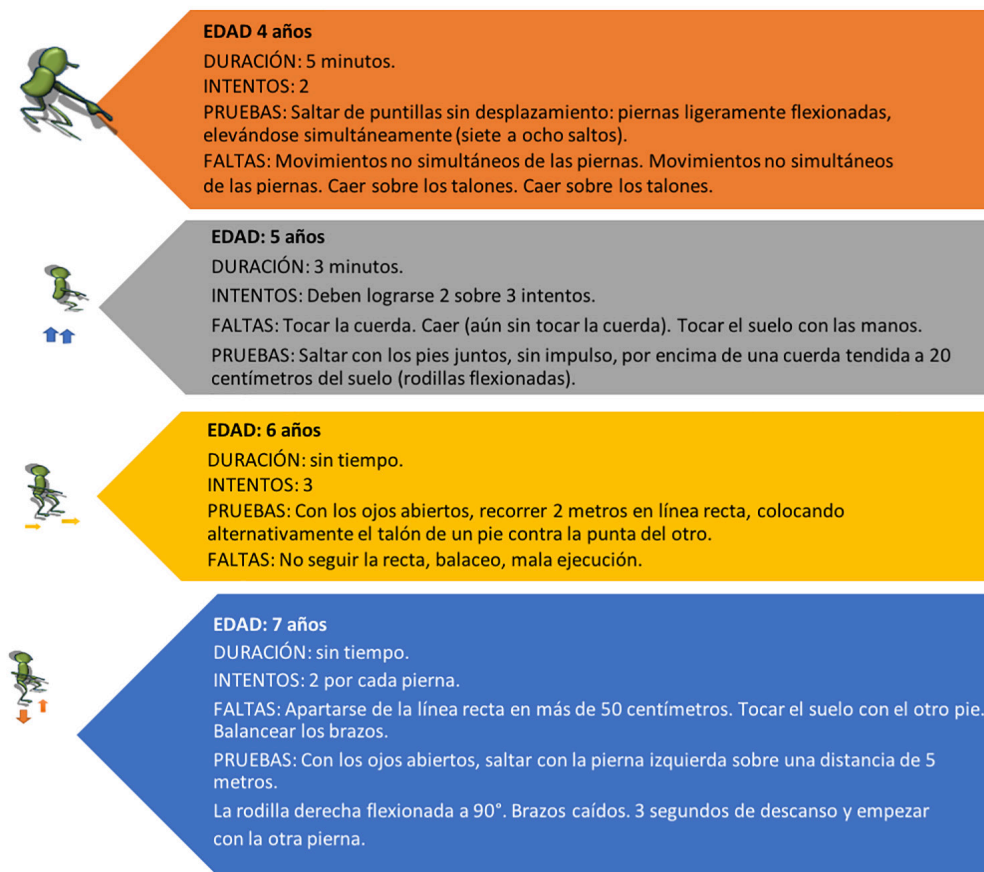 EDAD 4 años
DURACIÓN: 5 minutos.
INTENTOS: 2
PRUEBAS: Saltar de puntillas sin desplazamiento: piernas ligeramente flexionadas,
elevándose simultáneamente (siete a ocho saltos).
FALTAS: Movimientos no simultáneos de las piernas. Movimientos no simultáneos
de las piernas. Caer sobre los talones. Caer sobre los talones.
EDAD: 5 años
DURACIÓN: 3 minutos.
INTENTOS: Deben lograrse 2 sobre 3 intentos.
FALTAS: Tocar la cuerda. Caer (aún sin tocar la cuerda). Tocar el suelo con las manos.
PRUEBAS: Saltar con los pies juntos, sin impulso, por encima de una cuerda tendida a 20
centímetros del suelo (rodillas flexionadas).
EDAD: 6 años
DURACIÓN: sin tiempo.
INTENTOS: 3
PRUEBAS: Con los ojos abiertos, recorrer 2 metros en línea recta, colocando
alternativamente el talón de un pie contra la punta del otro.
FALTAS: No seguir la recta, balaceo, mala ejecución.
EDAD: 7 años
DURACIÓN: sin tiempo.
INTENTOS: 2 por cada pierna.
FALTAS: Apartarse de la línea recta en más de 50 centímetros. Tocar el suelo con el otro pie.
Balancear los brazos.
PRUEBAS: Con los ojos abiertos, saltar con la pierna izquierda sobre una distancia de 5
metros.
La rodilla derecha flexionada a 90°. Brazos caídos. 3 segundos de descanso y empezar
con la otra pierna.